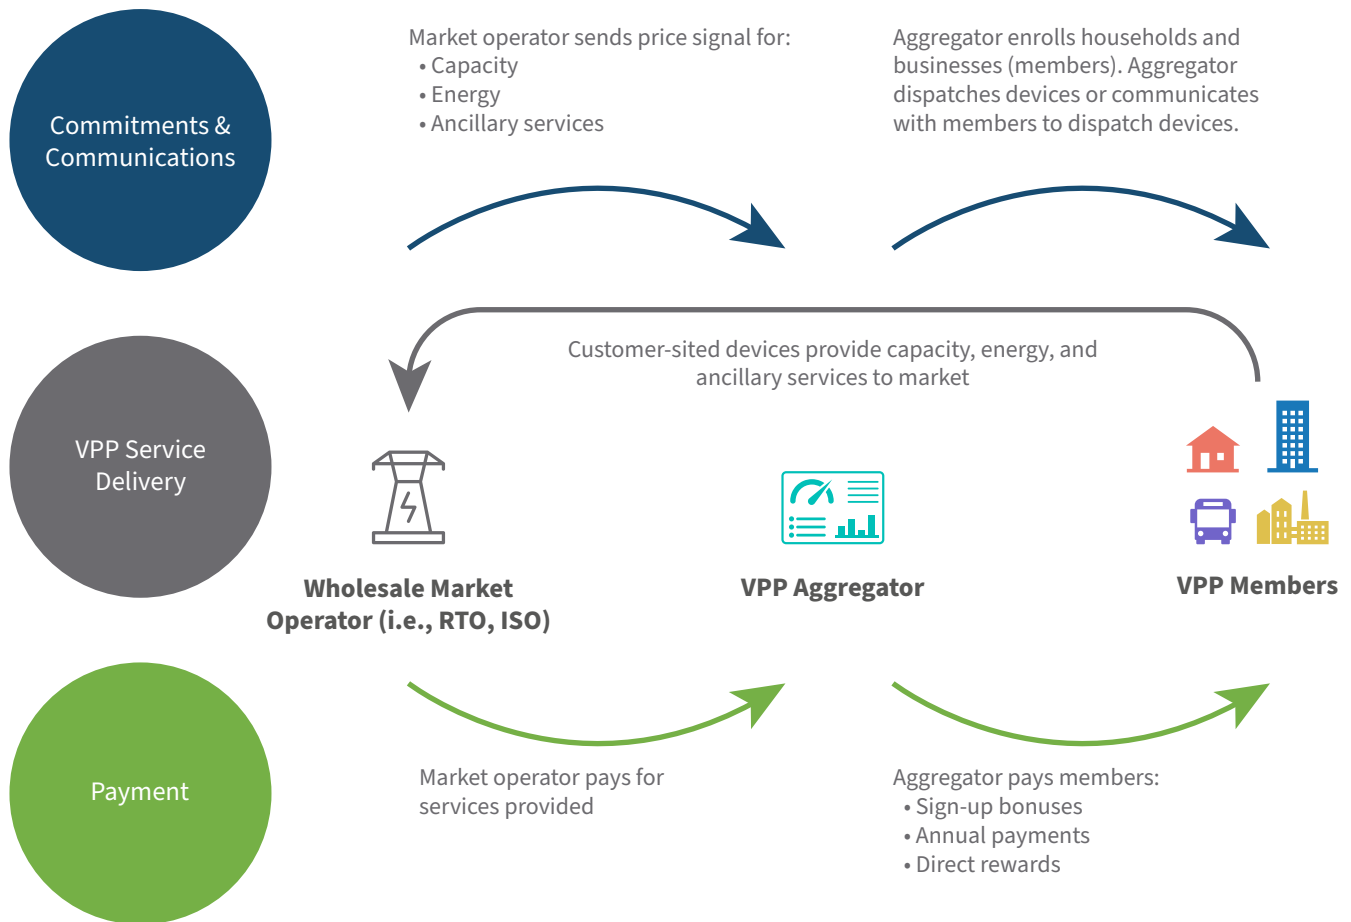 Commitments &
Communications
Market operator sends price signal for:
• Capacity
• Energy
• Ancillary services
Aggregator enrolls households and
businesses (members). Aggregator
dispatches devices or communicates
with members to dispatch devices.
VPP Service
Delivery
Customer-sited devices provide capacity, energy, and
ancillary services to market
Wholesale Market
Operator (i.e., RTO, ISO)
VPP Aggregator
VPP Members
Payment
Market operator pays for
services provided
Aggregator pays members:
• Sign-up bonuses
• Annual payments
• Direct rewards